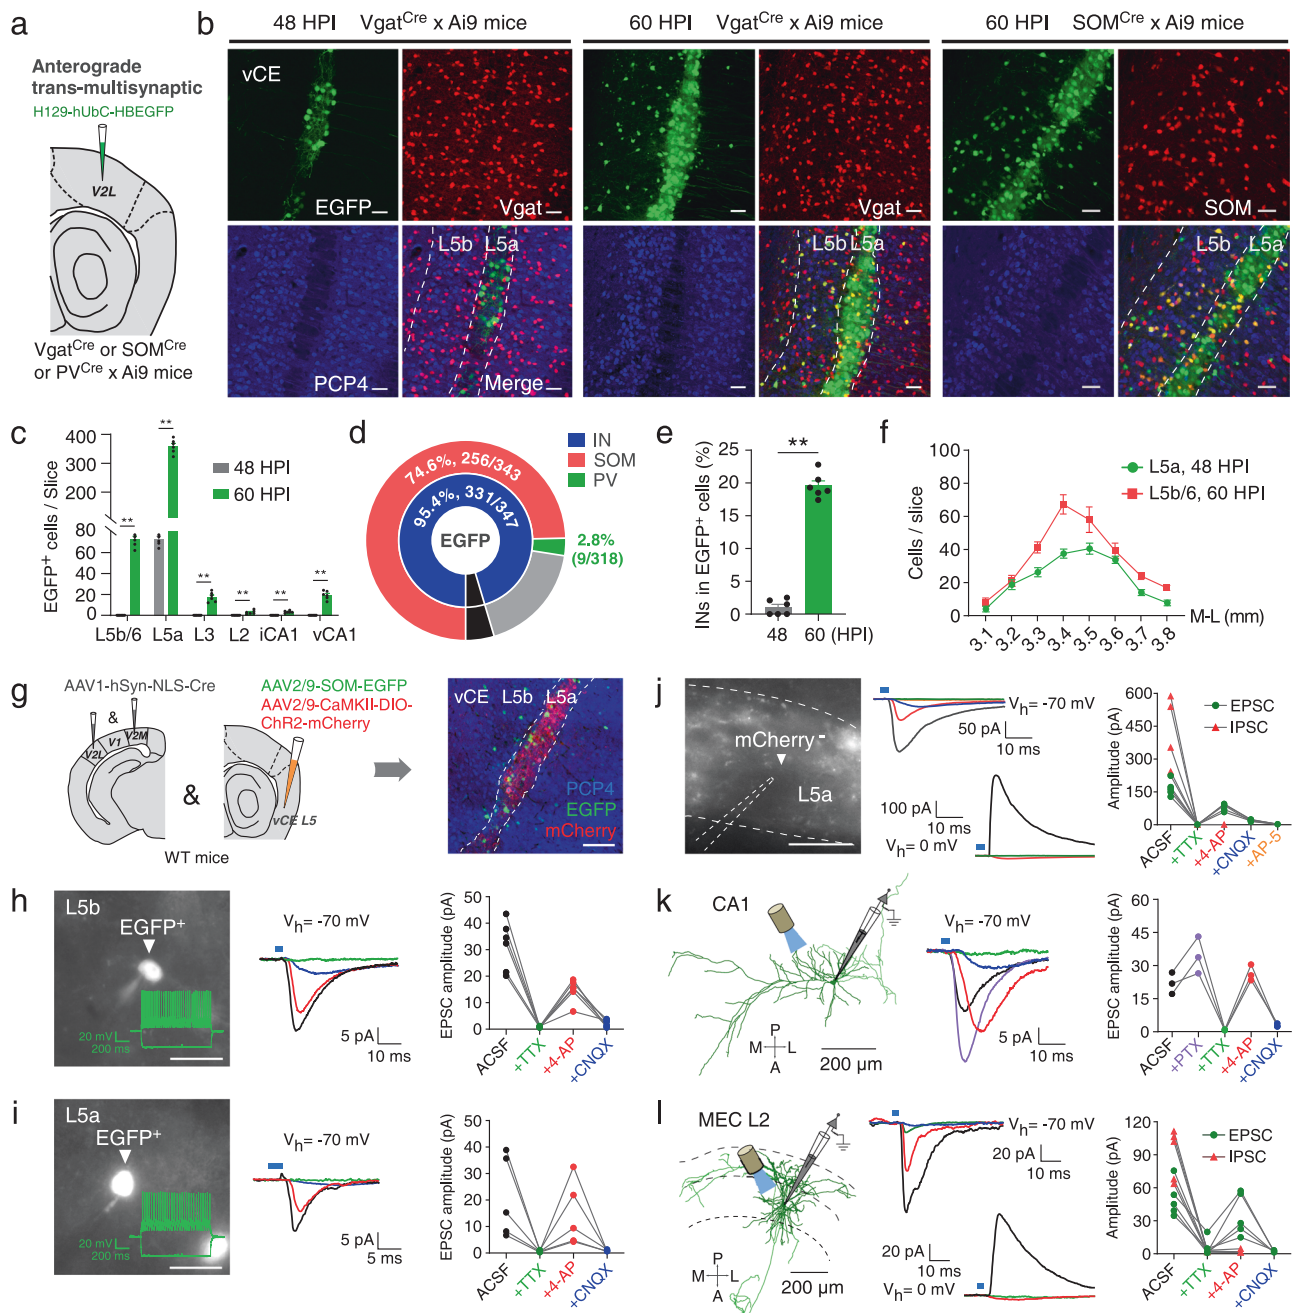 a
Anterograde
trans-multisynaptic
H129-hUbC-HBEGFP
V2L
Vgat^Cre or SOM^Cre
or PV^Cre x Ai9 mice
b
48 HPI Vgat^Cre x Ai9 mice
60 HPI Vgat^Cre x Ai9 mice
60 HPI SOM^Cre x Ai9 mice
vCE
EGFP
Vgat
Vgat
SOM
L5b L5a
L5b L5a
L5b L5a
PCP4
Merge
c
EGFP+ cells / Slice
400
300
200
100
80
60
40
20
0
**
**
**
**
**
**
48 HPI
60 HPI
L5b/6 L5a L3 L2 iCA1 vCA1
d
74.6%, 256/343
95.4%, 331/347
EGFP
IN
SOM
PV
2.8%
(9/318)
e
INs in EGFP+ cells (%)
25
20
15
10
5
0
**
48 60 (HPI)
f
Cells / slice
80
60
40
20
0
L5a, 48 HPI
L5b/6, 60 HPI
3.1 3.2 3.3 3.4 3.5 3.6 3.7 3.8
M-L (mm)
g
AAV1-hSyn-NLS-Cre
&
V2L V1 V2M
&
AAV2/9-SOM-EGFP
AAV2/9-CaMKII-DIO-
ChR2-mCherry
vCE L5
WT mice
vCE L5b L5a
PCP4
EGFP
mCherry
h
L5b
EGFP+
20 mV
200 ms
Vh= -70 mV
5 pA
10 ms
EPSC amplitude (pA)
50
40
30
20
10
0
ACSF +TTX +4-AP +CNQX
i
L5a
EGFP+
20 mV
200 ms
Vh= -70 mV
5 pA
5 ms
EPSC amplitude (pA)
50
40
30
20
10
0
ACSF +TTX +4-AP +CNQX
j
mCherry-
L5a
Vh= -70 mV
50 pA
10 ms
100 pA
10 ms
Vh= 0 mV
Amplitude (pA)
600
450
300
150
0
EPSC
IPSC
ACSF +TTX +4-AP +CNQX +AP-5
k
CA1
P
M L
A
200 µm
Vh= -70 mV
5 pA
10 ms
EPSC amplitude (pA)
60
45
30
15
0
ACSF +PTX +TTX +4-AP +CNQX
l
MEC L2
P
M L
A
200 µm
Vh= -70 mV
20 pA
10 ms
20 pA
10 ms
Vh= 0 mV
Amplitude (pA)
120
90
60
30
0
EPSC
IPSC
ACSF +TTX +4-AP +CNQX